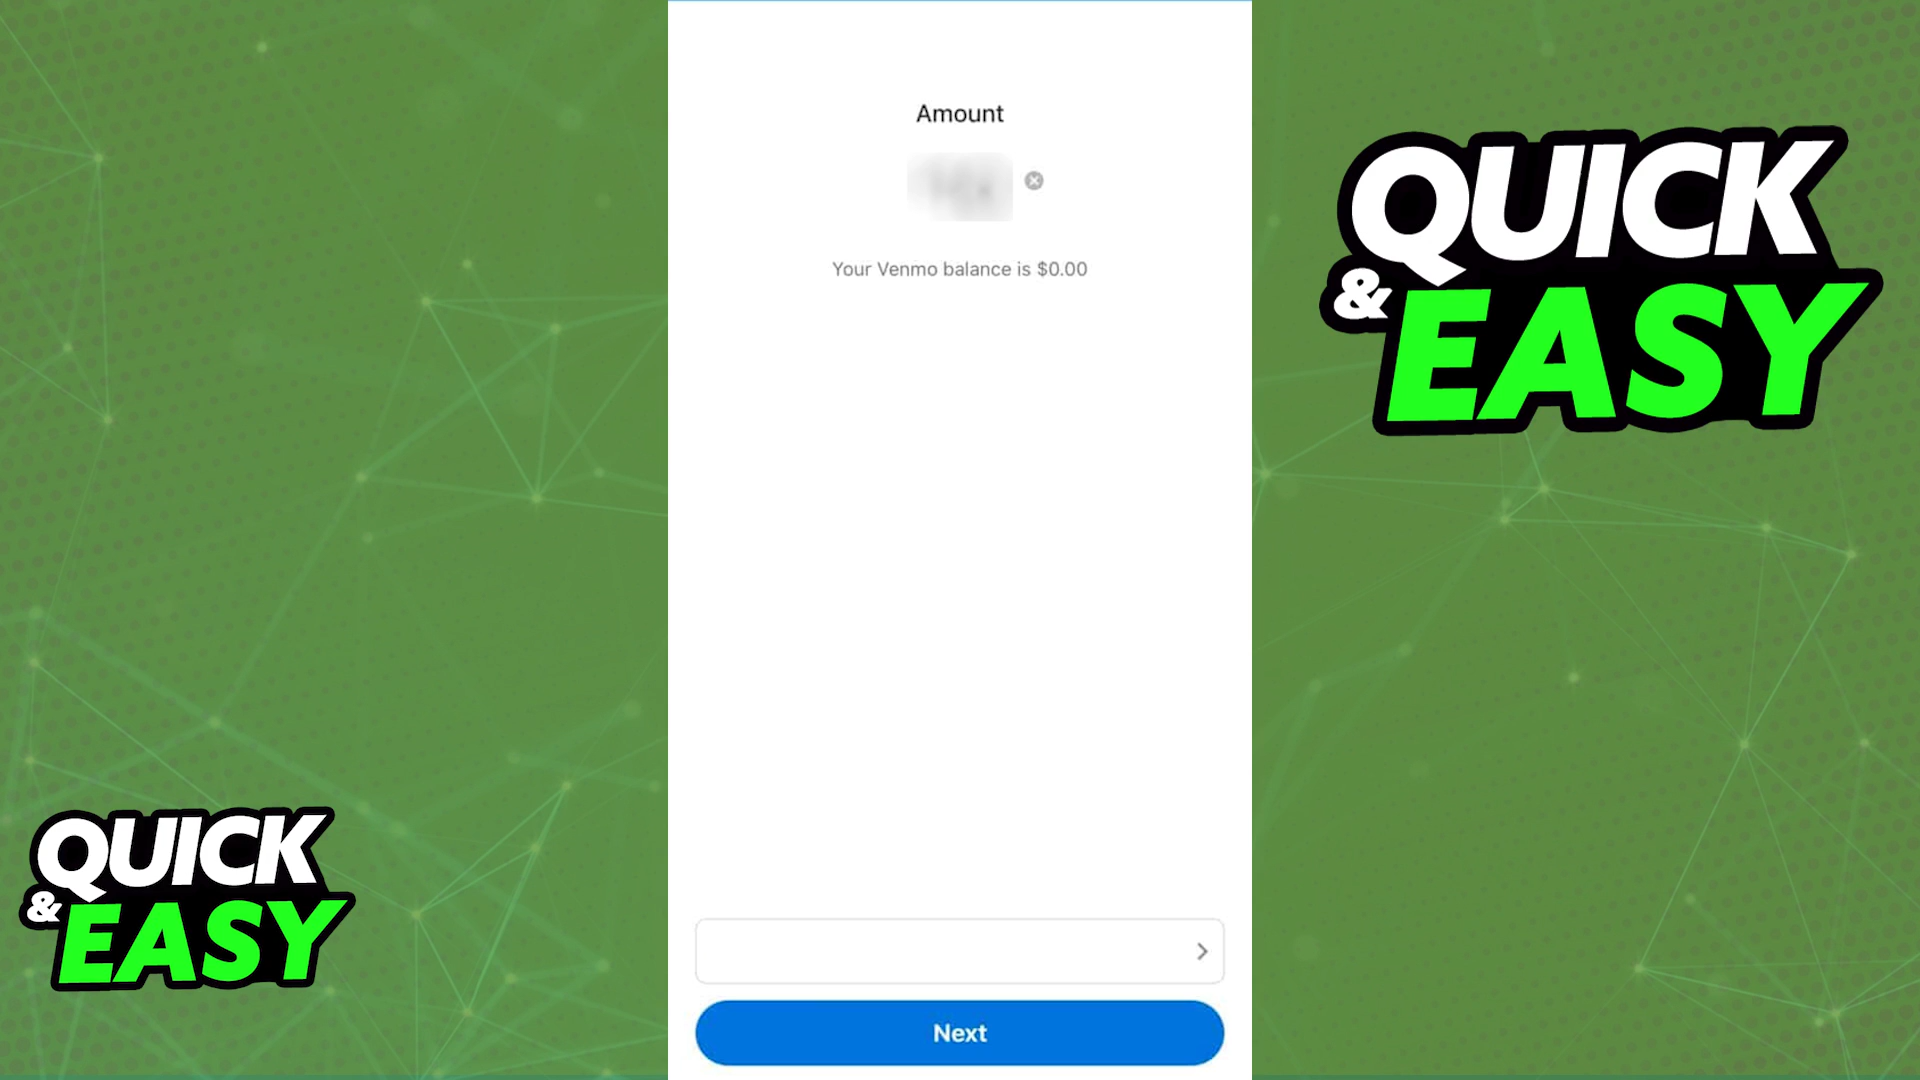 Amount
Your Venmo balance is $0.00
Next
QUICK
& EASY
QUICK
& EASY